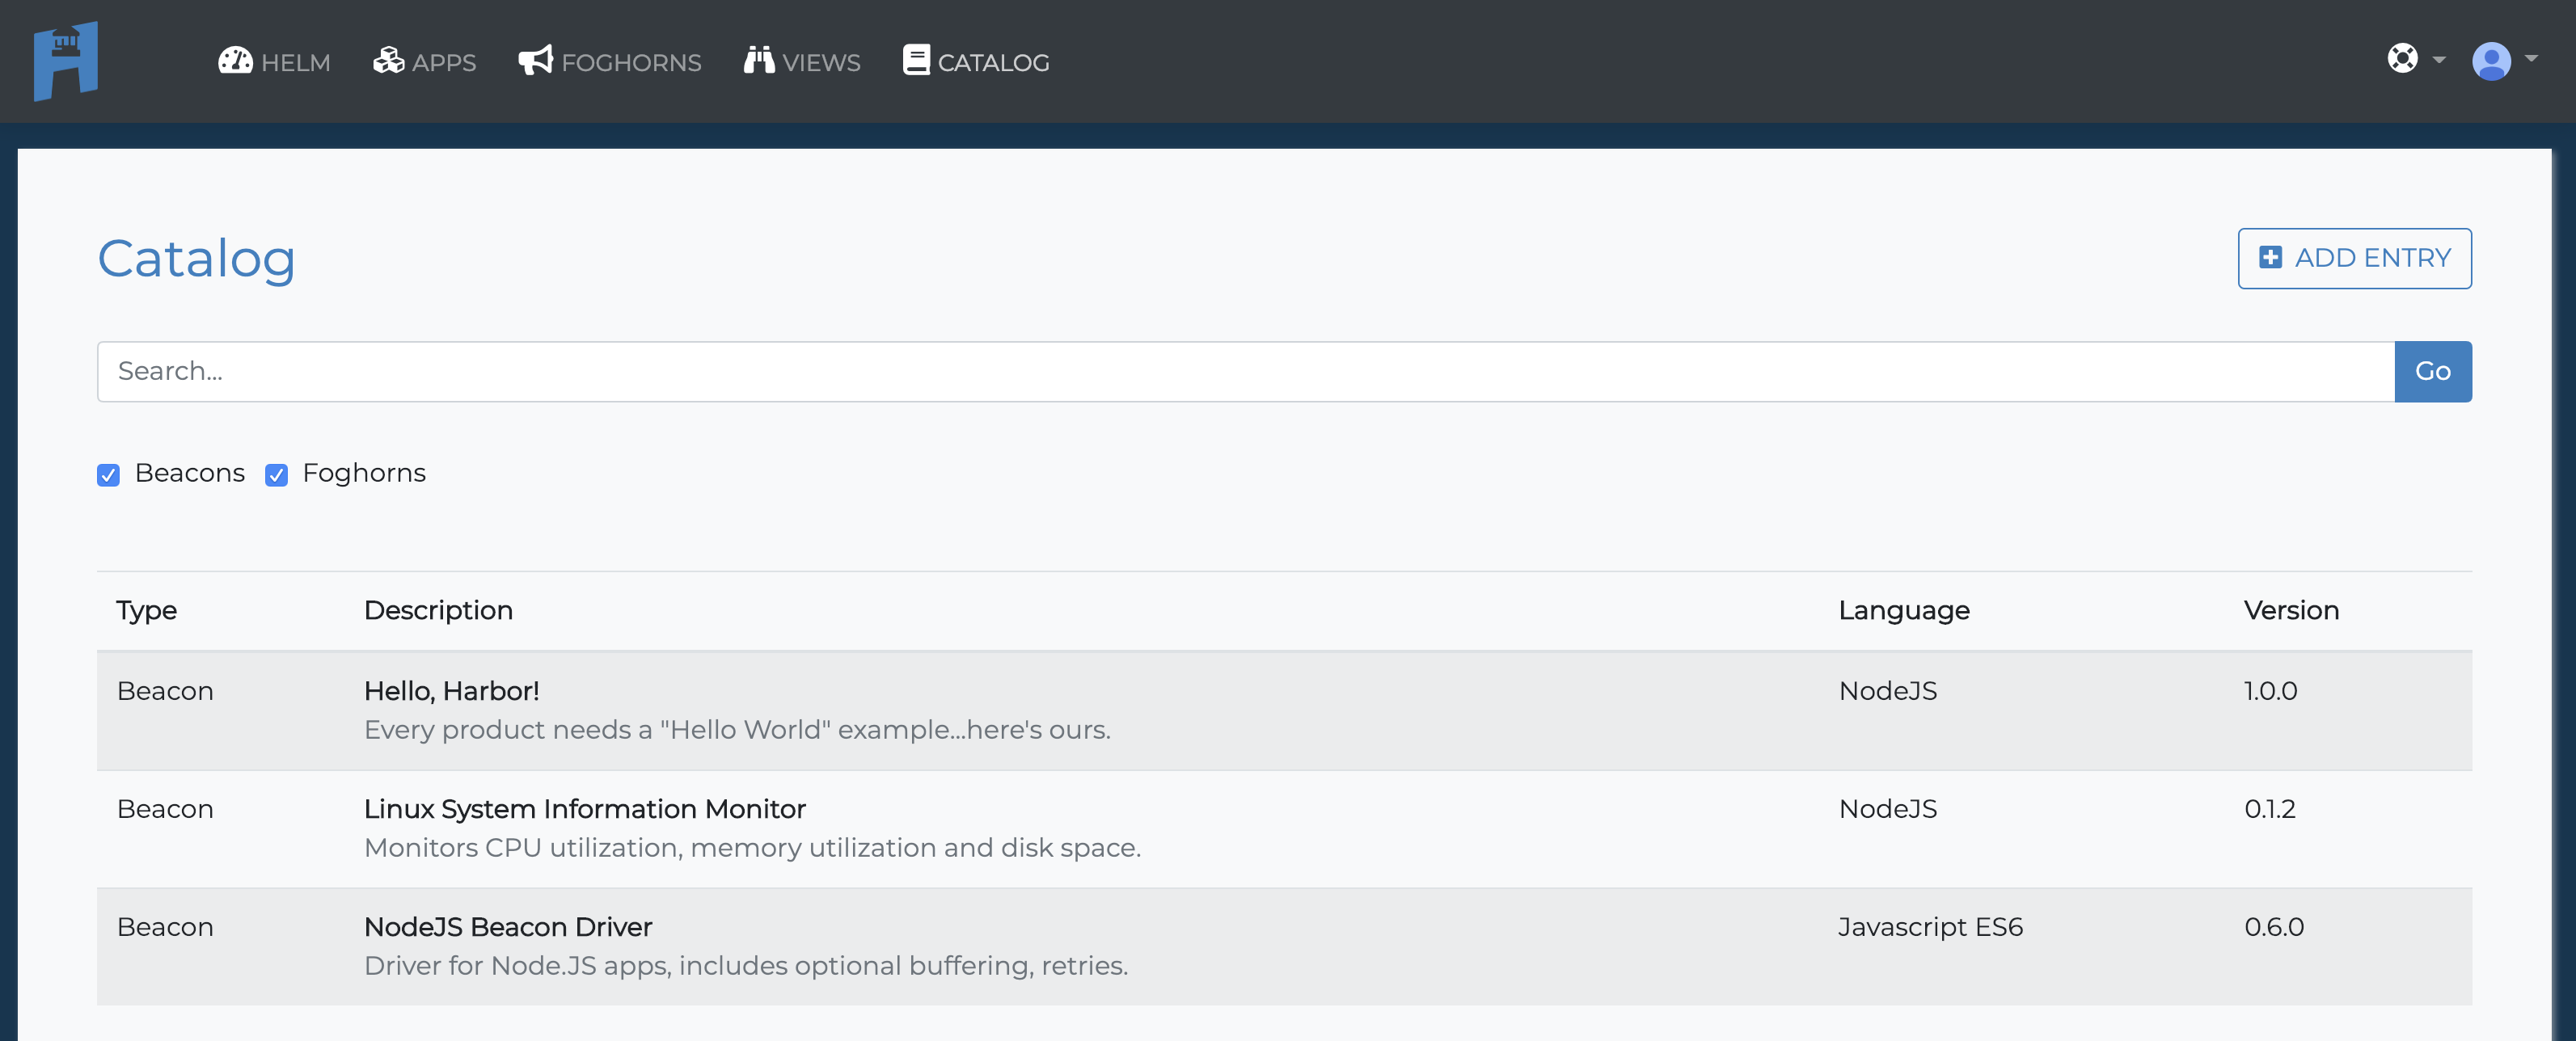 HELM APPS FOGHORNS VIEWS CATALOG
Catalog
ADD ENTRY
Search...
Go
Beacons Foghorns
Type Description Language Version
Beacon Hello, Harbor! NodeJS 1.0.0
Every product needs a "Hello World" example...here's ours.
Beacon Linux System Information Monitor NodeJS 0.1.2
Monitors CPU utilization, memory utilization and disk space.
Beacon NodeJS Beacon Driver Javascript ES6 0.6.0
Driver for Node.JS apps, includes optional buffering, retries.